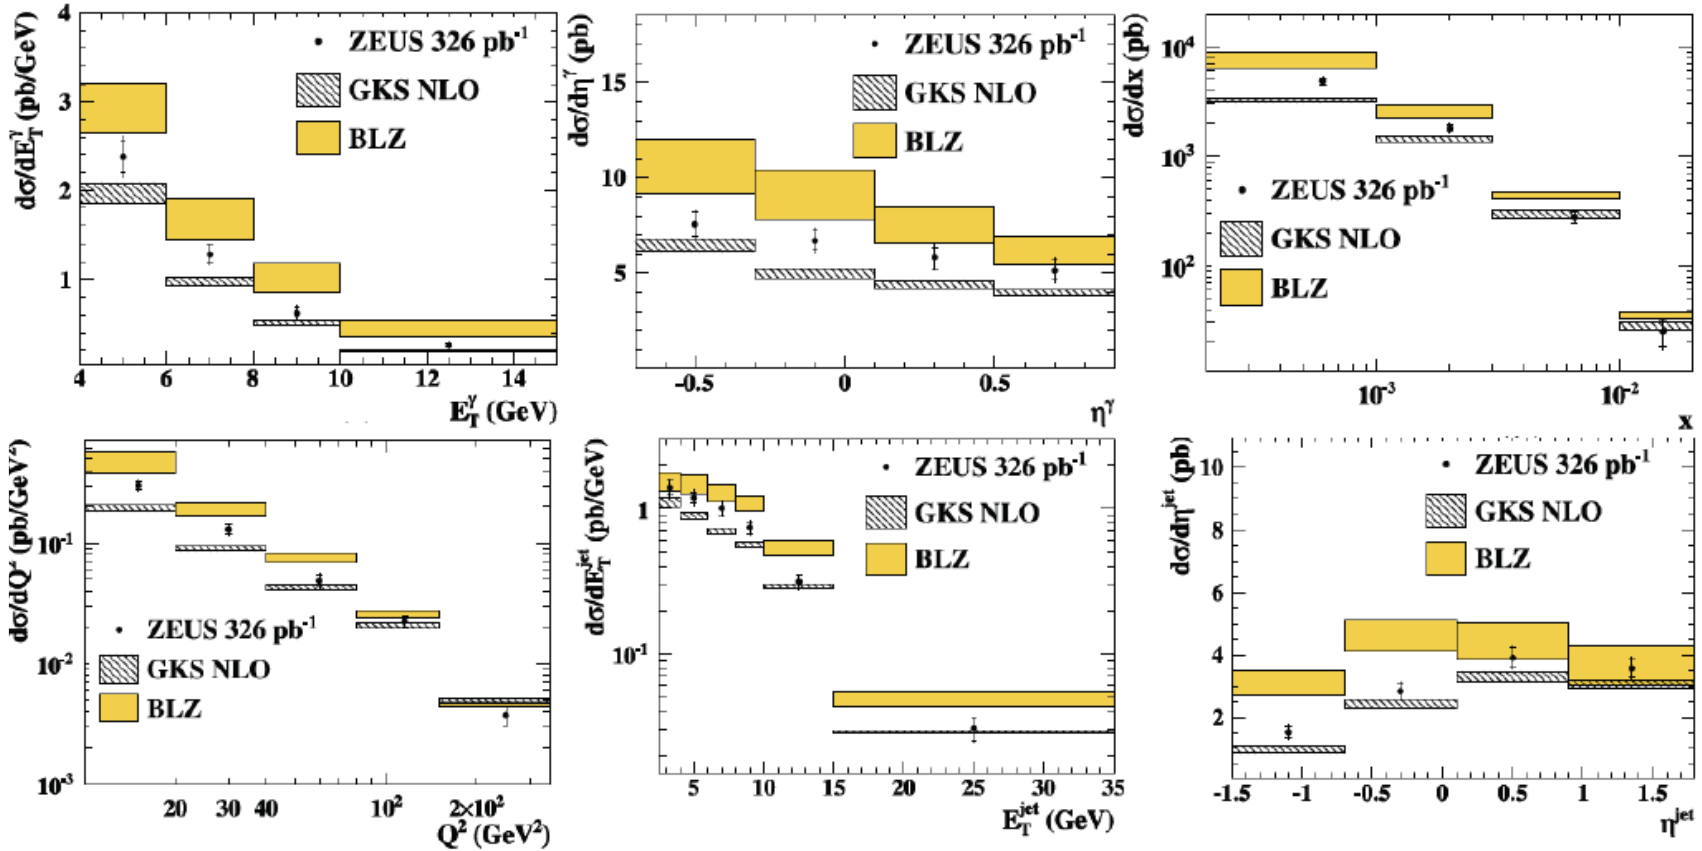 dσ/dE_T^γ (pb/GeV)
4
3
2
1
ZEUS 326 pb⁻¹
GKS NLO
BLZ
4 6 8 10 12 14
E_T^γ (GeV)
dσ/dη^γ (pb)
15
10
5
ZEUS 326 pb⁻¹
GKS NLO
BLZ
-0.5 0 0.5
η^γ
dσ/dx (pb)
10⁴
10³
10²
ZEUS 326 pb⁻¹
GKS NLO
BLZ
10⁻³ 10⁻²
x
dσ/dQ² (pb/GeV²)
10⁻¹
10⁻²
10⁻³
ZEUS 326 pb⁻¹
GKS NLO
BLZ
20 30 40 10² 2×10²
Q² (GeV²)
dσ/dE_T^jet (pb/GeV)
1
10⁻¹
ZEUS 326 pb⁻¹
GKS NLO
BLZ
5 10 15 20 25 30 35
E_T^jet (GeV)
dσ/dη^jet (pb)
10
8
6
4
2
ZEUS 326 pb⁻¹
GKS NLO
BLZ
-1.5 -1 -0.5 0 0.5 1 1.5
η^jet